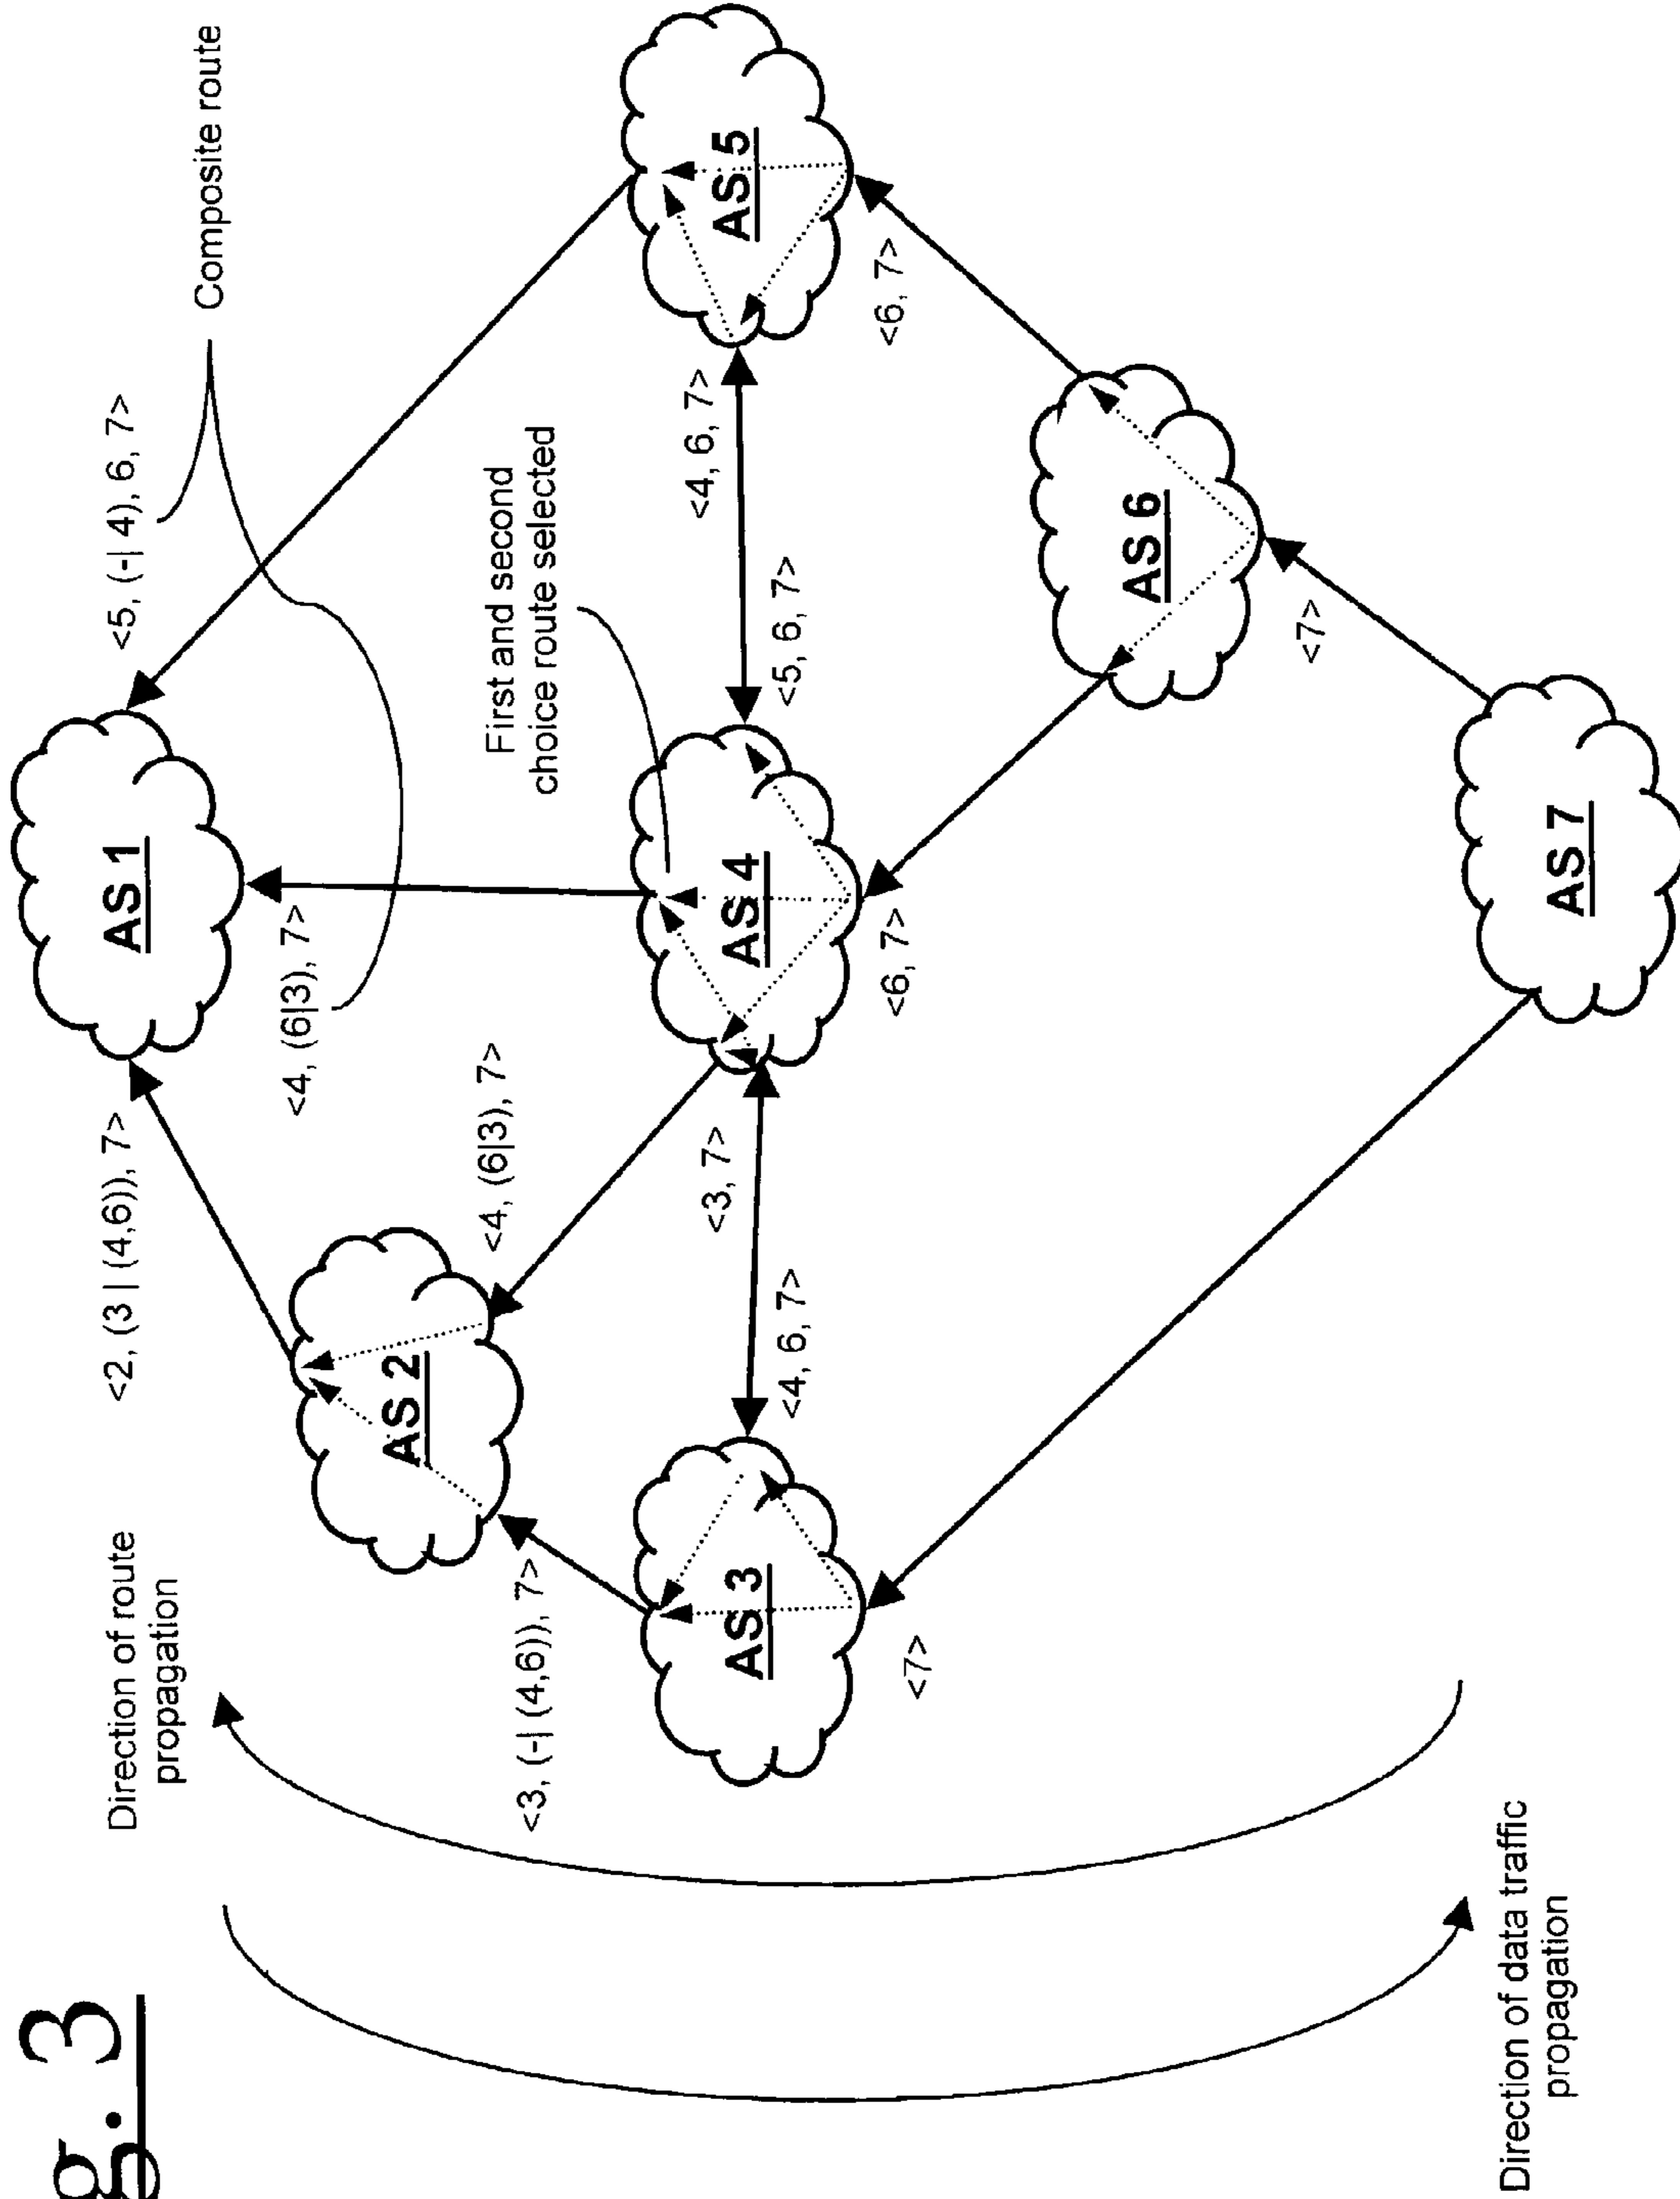 g. 3
Direction of route
propagation
<2, (3 | (4,6)), 7>
AS 1
<5, (-| 4), 6, 7>
Composite route
<4, (6|3), 7>
AS 2
<4, (6|3), 7>
First and second
choice route selected
<3, (-| (4,6)), 7>
<3, 7>
<4, 6, 7>
AS 3
AS 4
AS 5
<4, 6, 7>
<5, 6, 7>
<7>
<6, 7>
<6, 7>
AS 6
<7>
Direction of data traffic
propagation
AS 7